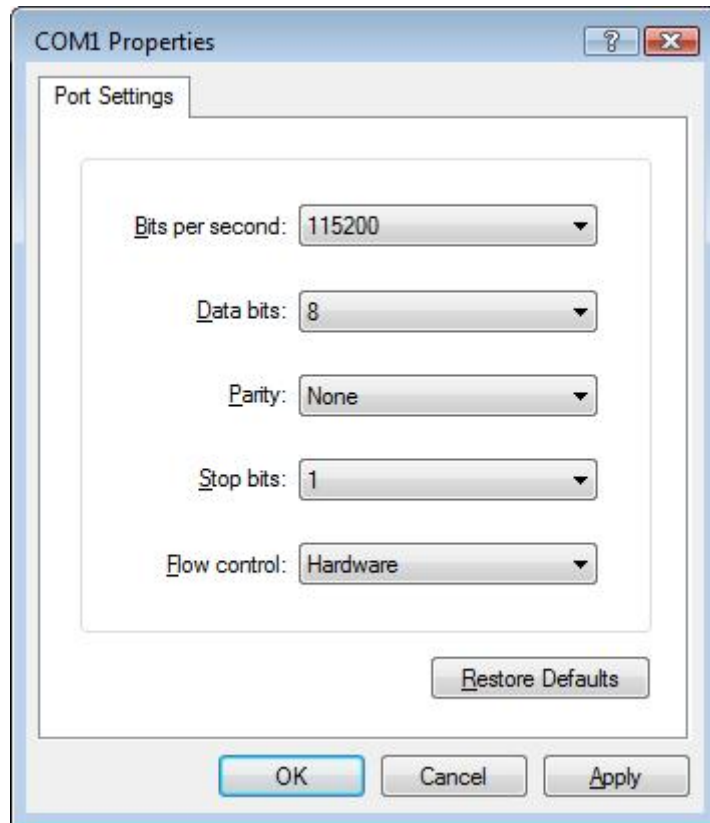 COM1 Properties
Port Settings
Bits per second: 115200
Data bits: 8
Parity: None
Stop bits: 1
Flow control: Hardware
Restore Defaults
OK Cancel Apply